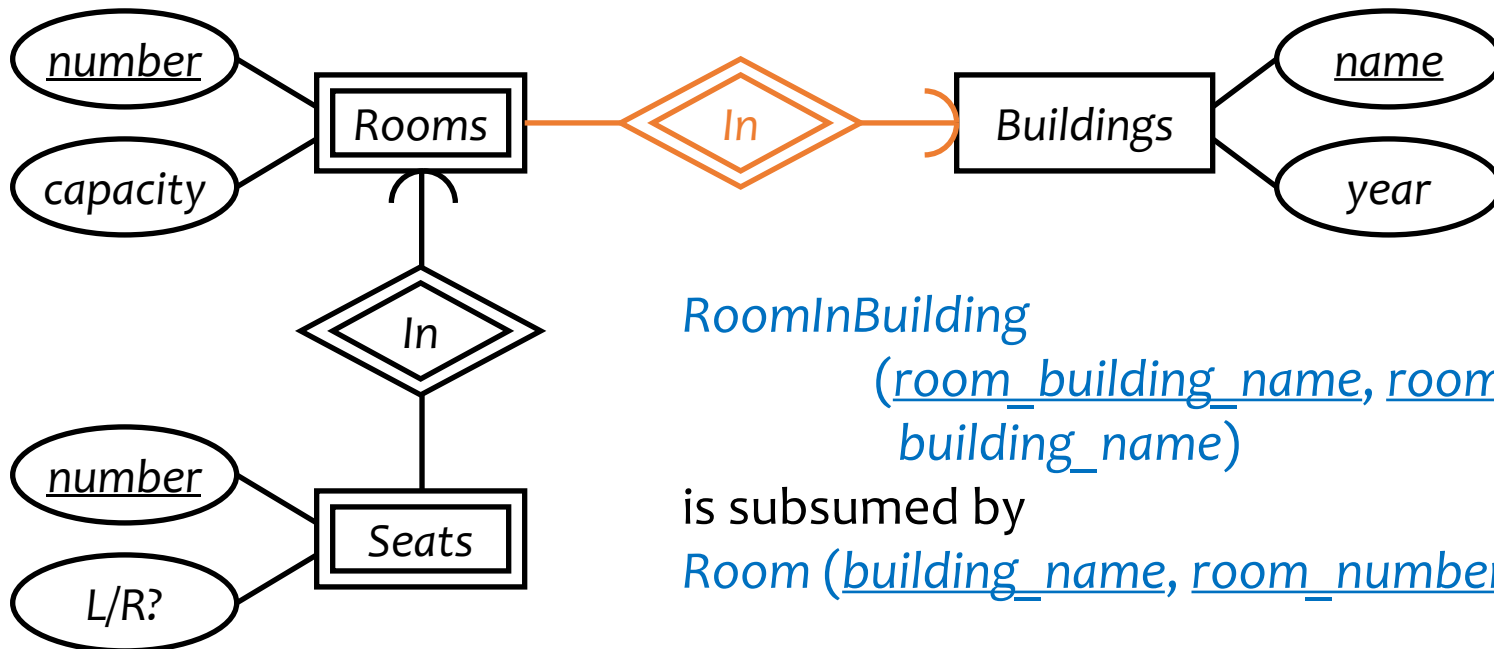 number
capacity
Rooms
In
Buildings
name
year
In
number
L/R?
Seats
RoomInBuilding
(room_building_name, room
building_name)
is subsumed by
Room (building_name, room_number